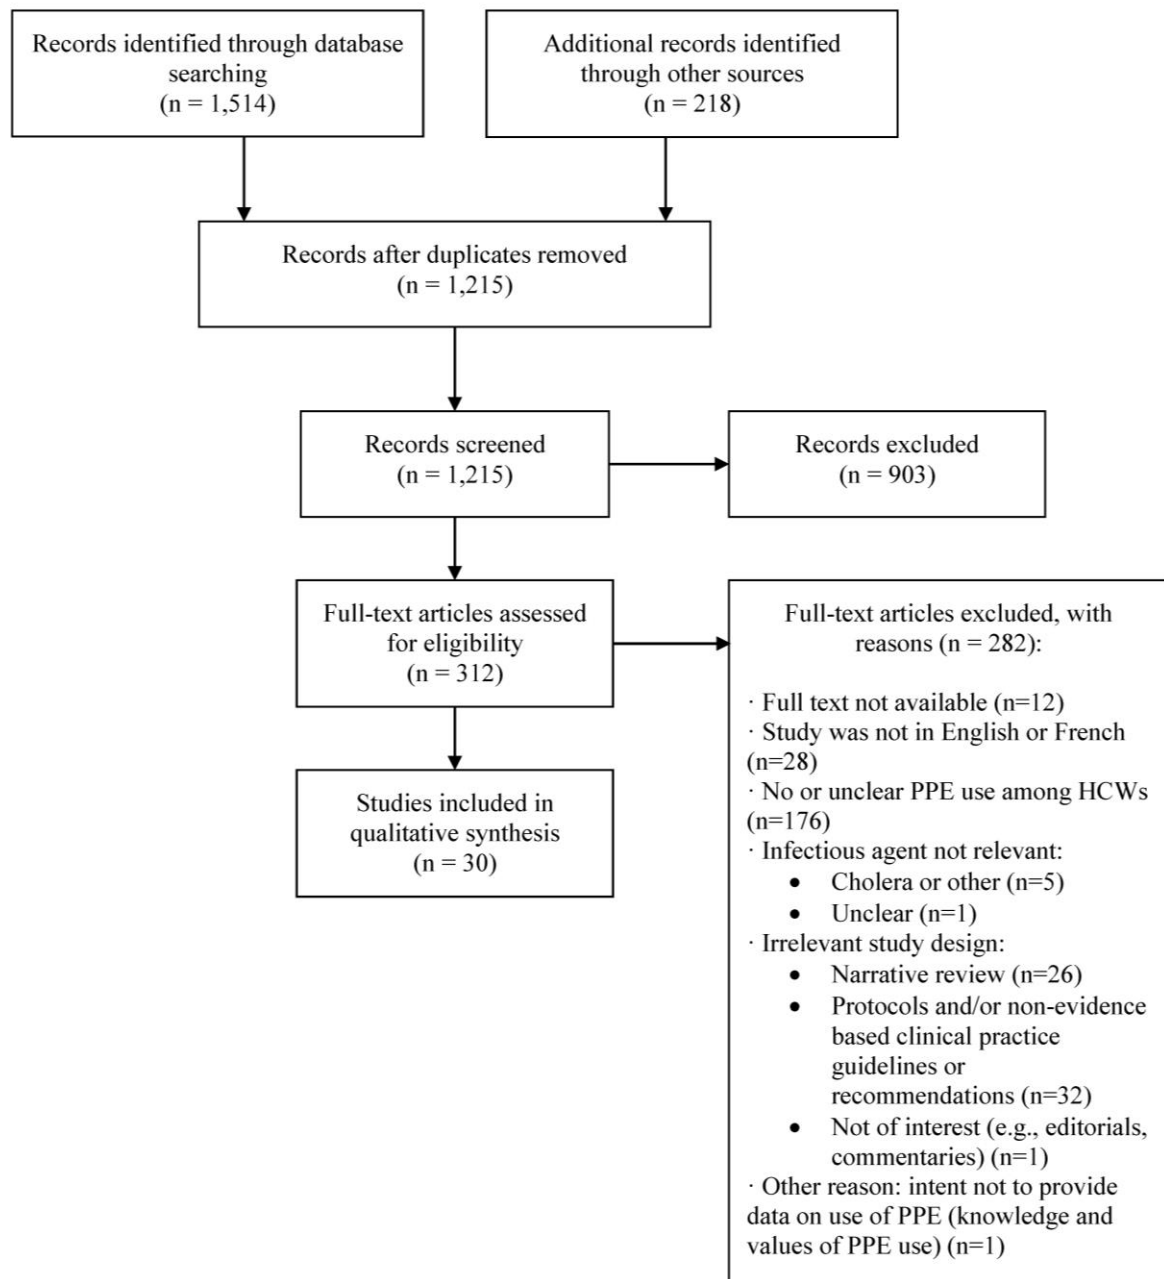 Records identified through database
searching
(n = 1,514)
Additional records identified
through other sources
(n = 218)
Records after duplicates removed
(n = 1,215)
Records screened
(n = 1,215)
Records excluded
(n = 903)
Full-text articles assessed
for eligibility
(n = 312)
Full-text articles excluded, with
reasons (n = 282):
· Full text not available (n=12)
· Study was not in English or French
(n=28)
· No or unclear PPE use among HCWs
(n=176)
· Infectious agent not relevant:
• Cholera or other (n=5)
• Unclear (n=1)
· Irrelevant study design:
• Narrative review (n=26)
• Protocols and/or non-evidence
based clinical practice
guidelines or
recommendations (n=32)
• Not of interest (e.g., editorials,
commentaries) (n=1)
· Other reason: intent not to provide
data on use of PPE (knowledge and
values of PPE use) (n=1)
Studies included in
qualitative synthesis
(n = 30)